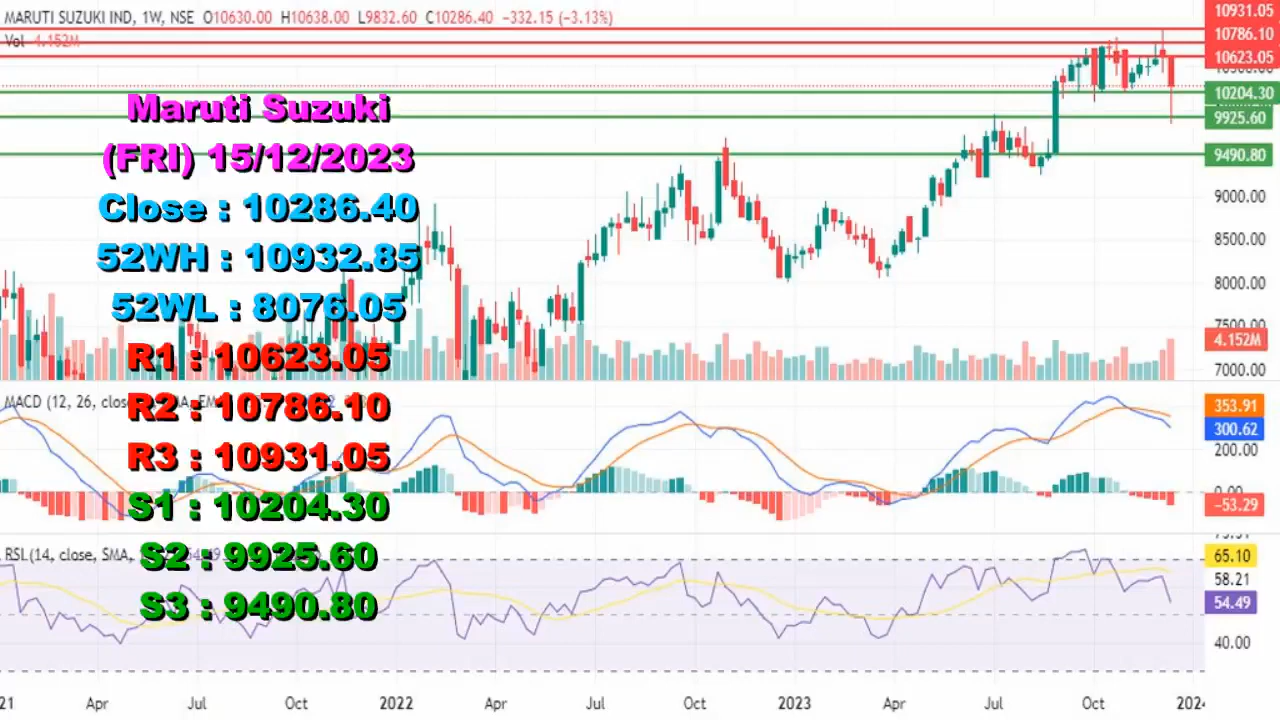 MARUTI SUZUKI IND, 1W, NSE O10630.00 H10638.00 L9832.60 C10286.40 −332.15 (−3.13%)
Vol 4.152M
10931.05
10786.10
10623.05
10204.30
9925.60
9490.80
9000.00
8500.00
8000.00
7500.00
4.152M
7000.00
Maruti Suzuki
(FRI) 15/12/2023
Close : 10286.40
52WH : 10932.85
52WL : 8076.05
R1 : 10623.05
R2 : 10786.10
R3 : 10931.05
S1 : 10204.30
S2 : 9925.60
S3 : 9490.80
MACD (12, 26, close
353.91
300.62
200.00
0.00
−53.29
RSI (14, close, SMA,
65.10
58.21
54.49
40.00
21 Apr Jul Oct 2022 Apr Jul Oct 2023 Apr Jul Oct 2024